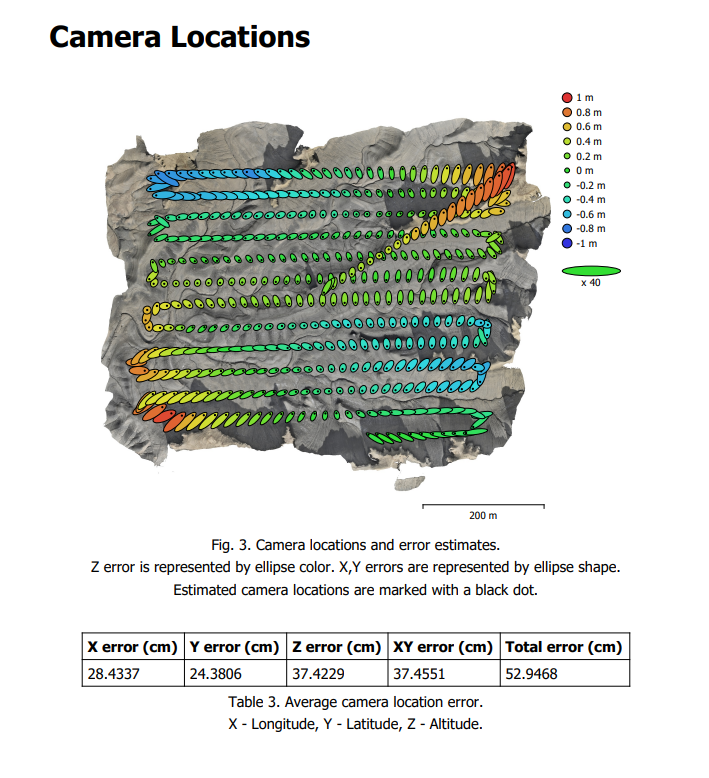 Camera Locations
1 m
0.8 m
0.6 m
0.4 m
0.2 m
0 m
-0.2 m
-0.4 m
-0.6 m
-0.8 m
-1 m
x 40
200 m
Fig. 3. Camera locations and error estimates.
Z error is represented by ellipse color. X,Y errors are represented by ellipse shape.
Estimated camera locations are marked with a black dot.
X error (cm) Y error (cm) Z error (cm) XY error (cm) Total error (cm)
28.4337 24.3806 37.4229 37.4551 52.9468
Table 3. Average camera location error.
X - Longitude, Y - Latitude, Z - Altitude.